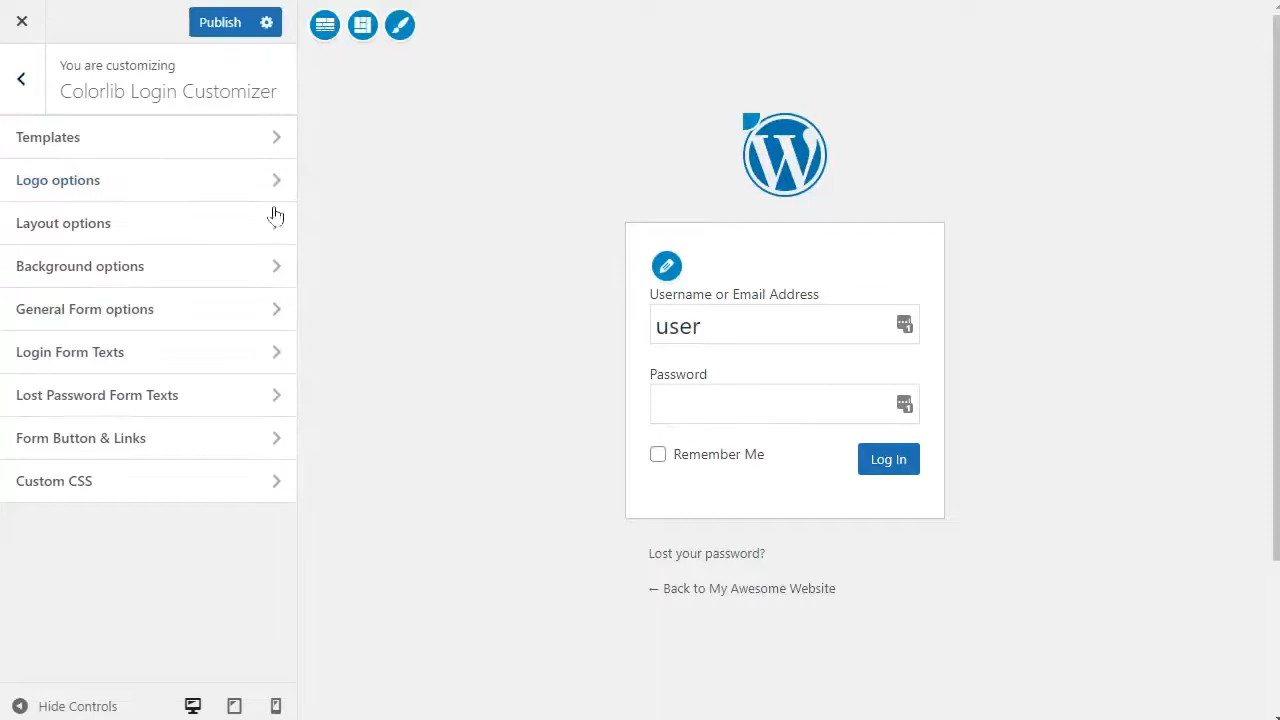 Publish
You are customizing
Colorlib Login Customizer
Templates
Logo options
Layout options
Background options
General Form options
Login Form Texts
Lost Password Form Texts
Form Button & Links
Custom CSS
Hide Controls
Username or Email Address
user
Password
Remember Me
Log In
Lost your password?
← Back to My Awesome Website